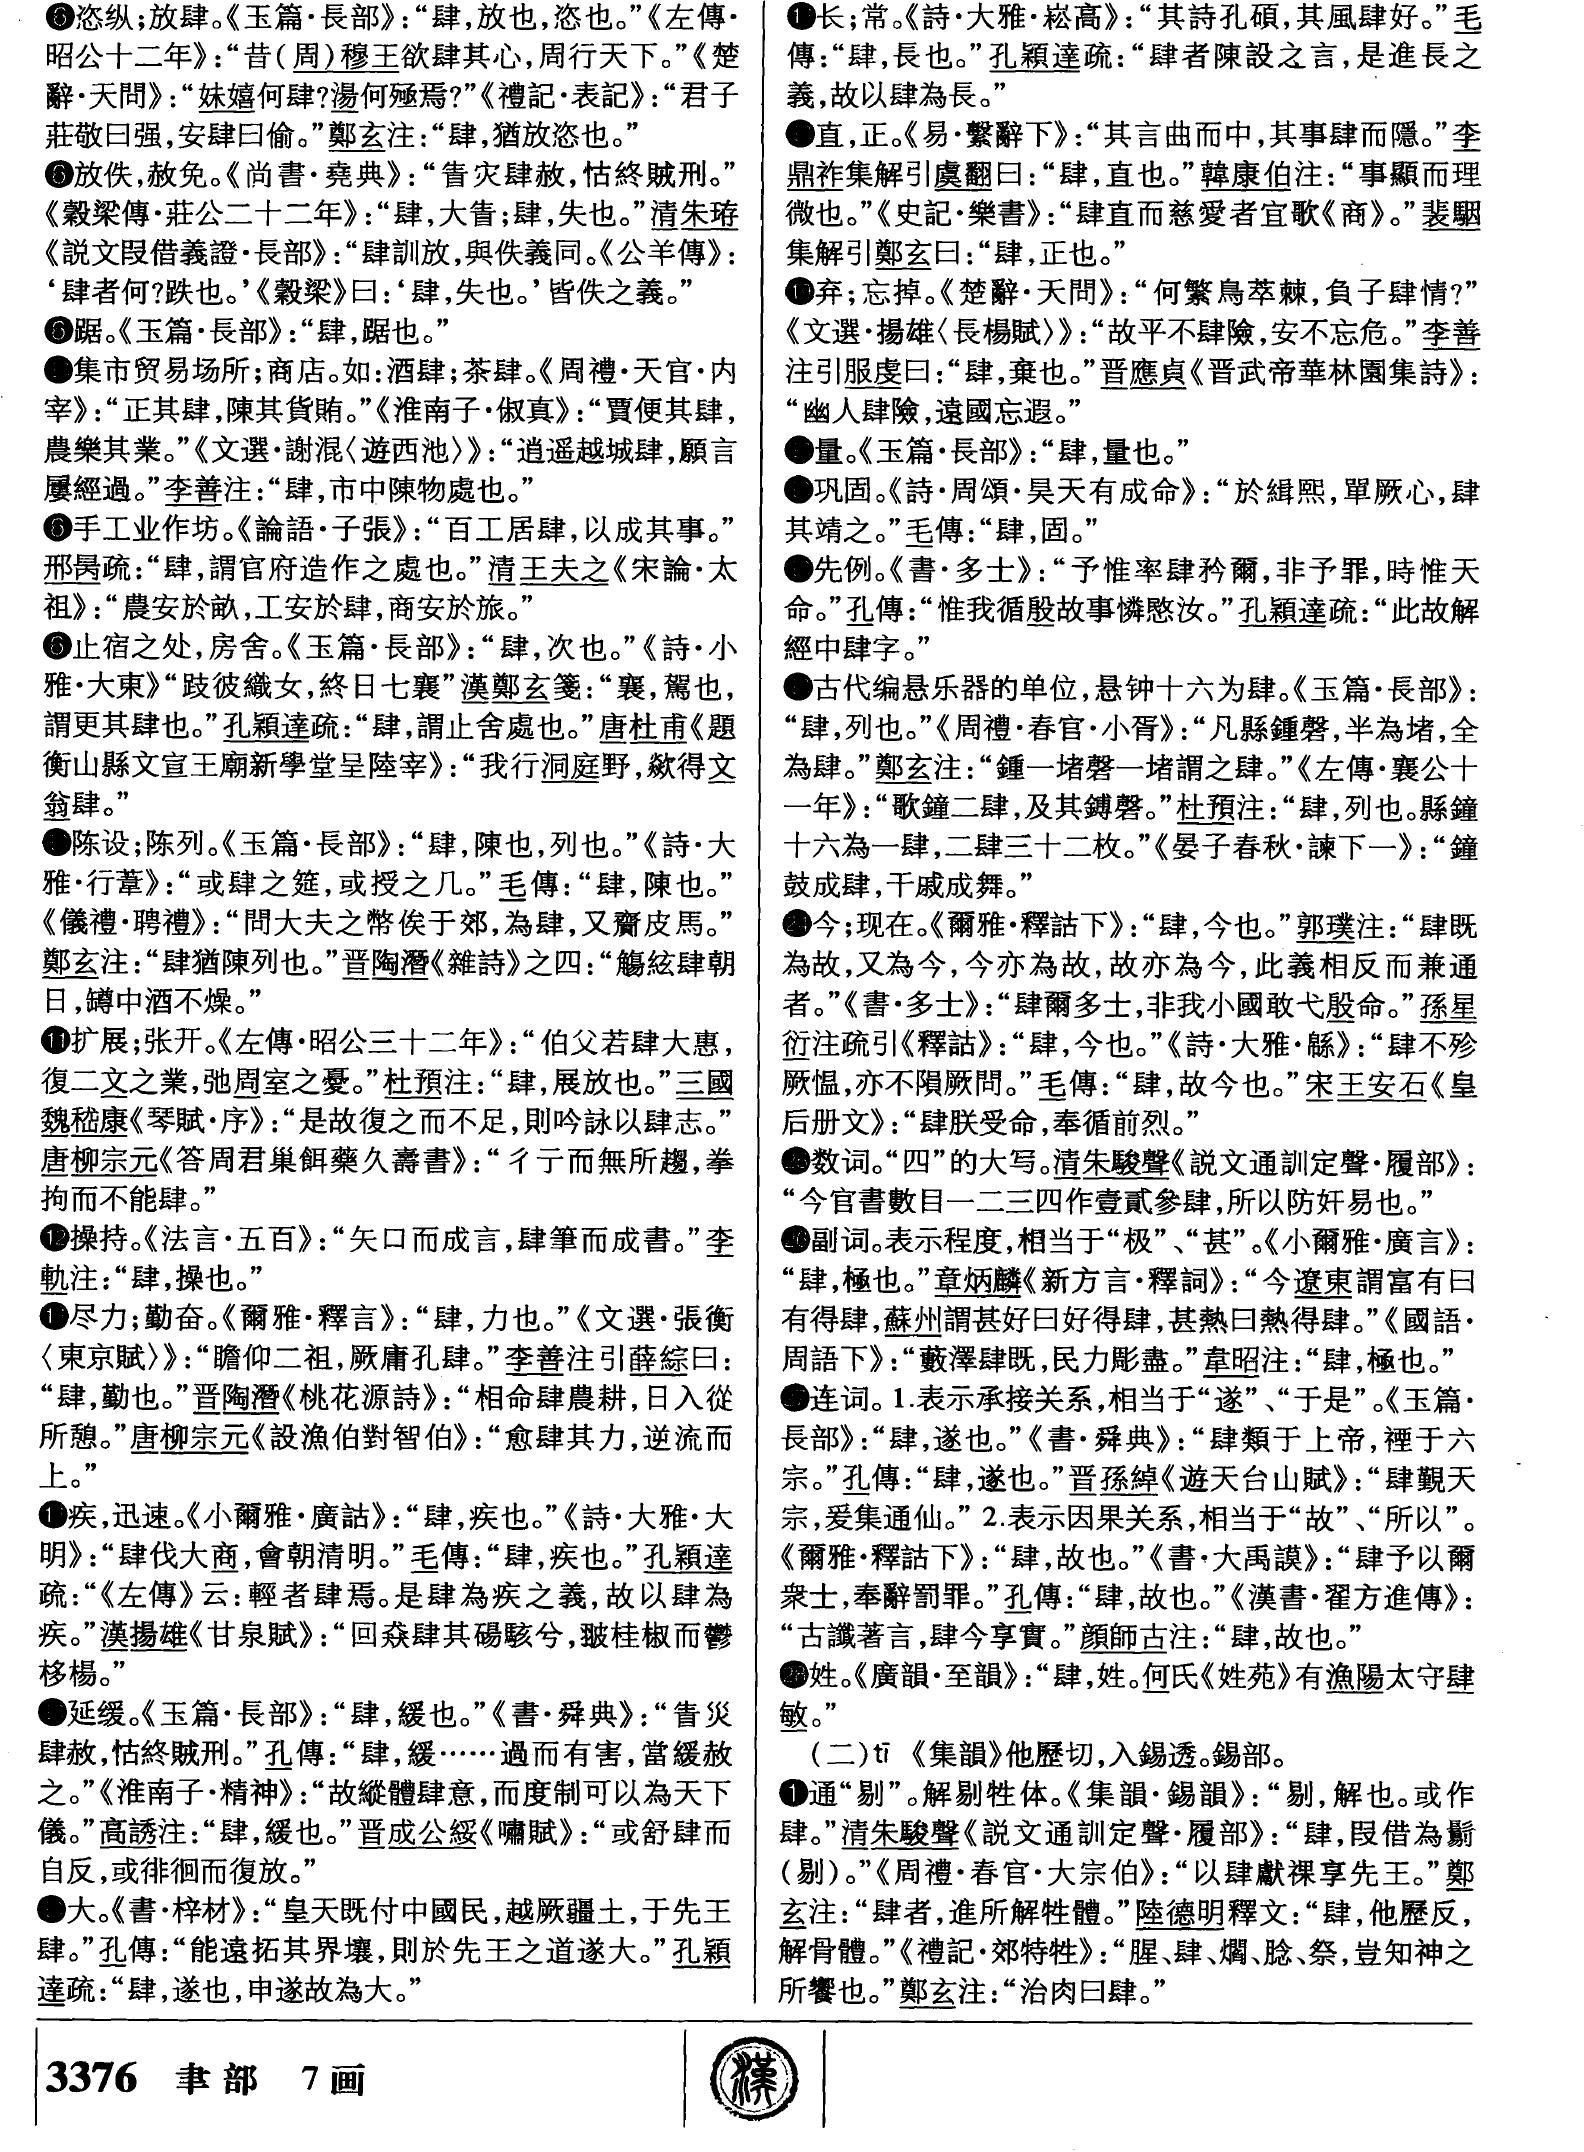 恣纵；放肆。《玉篇·長部》：“肆，放也，恣也。”《左傳·
昭公十二年》：“昔（周）穆王欲肆其心，周行天下。”《楚
辭·天問》：“妹嬉何肆？湯何殛焉？”《禮記·表記》：“君子
莊敬曰强，安肆曰偷。”鄭玄注：“肆，猶放恣也。”
放佚，赦免。《尚書·堯典》：“眚灾肆赦，怙終賊刑。”
《穀梁傳·莊公二十二年》：“肆，大眚；肆，失也。”清朱珔
《説文叚借義證·長部》：“肆訓放，與佚義同。《公羊傳》：
‘肆者何？跌也。’《穀梁》曰：‘肆，失也。’皆佚之義。”
踞。《玉篇·長部》：“肆，踞也。”
集市贸易场所；商店。如：酒肆；茶肆。《周禮·天官·内
宰》：“正其肆，陳其貨賄。”《淮南子·俶真》：“賈便其肆，
農樂其業。”《文選·謝混〈遊西池〉》：“逍遥越城肆，願言
屢經過。”李善注：“肆，市中陳物處也。”
手工业作坊。《論語·子張》：“百工居肆，以成其事。”
邢昺疏：“肆，謂官府造作之處也。”清王夫之《宋論·太
祖》：“農安於畝，工安於肆，商安於旅。”
止宿之处，房舍。《玉篇·長部》：“肆，次也。”《詩·小
雅·大東》“跂彼織女，終日七襄”漢鄭玄箋：“襄，駕也，
謂更其肆也。”孔穎達疏：“肆，謂止舍處也。”唐杜甫《題
衡山縣文宣王廟新學堂呈陸宰》：“我行洞庭野，歘得文
翁肆。”
陈设；陈列。《玉篇·長部》：“肆，陳也，列也。”《詩·大
雅·行葦》：“或肆之筵，或授之几。”毛傳：“肆，陳也。”
《儀禮·聘禮》：“問大夫之幣俟于郊，為肆，又齎皮馬。”
鄭玄注：“肆猶陳列也。”晋陶潛《雜詩》之四：“觴絃肆朝
日，罇中酒不燥。”
⓫扩展；张开。《左傳·昭公三十二年》：“伯父若肆大惠，
復二文之業，弛周室之憂。”杜預注：“肆，展放也。”三國
魏嵇康《琴賦·序》：“是故復之而不足，則吟詠以肆志。”
唐柳宗元《答周君巢餌藥久壽書》：“彳亍而無所趨，拳
拘而不能肆。”
⓬操持。《法言·五百》：“矢口而成言，肆筆而成書。”李
軌注：“肆，操也。”
尽力；勤奋。《爾雅·釋言》：“肆，力也。”《文選·張衡
〈東京賦〉》：“瞻仰二祖，厥庸孔肆。”李善注引薛綜曰：
“肆，勤也。”晋陶潛《桃花源詩》：“相命肆農耕，日入從
所憩。”唐柳宗元《設漁伯對智伯》：“愈肆其力，逆流而
上。”
疾，迅速。《小爾雅·廣詁》：“肆，疾也。”《詩·大雅·大
明》：“肆伐大商，會朝清明。”毛傳：“肆，疾也。”孔穎達
疏：“《左傳》云：輕者肆焉。是肆為疾之義，故以肆為
疾。”漢揚雄《甘泉賦》：“回猋肆其碭駭兮，翍桂椒而鬱
栘楊。”
延缓。《玉篇·長部》：“肆，緩也。”《書·舜典》：“眚災
肆赦，怙終賊刑。”孔傳：“肆，緩……過而有害，當緩赦
之。”《淮南子·精神》：“故縱體肆意，而度制可以為天下
儀。”高誘注：“肆，緩也。”晋成公綏《嘯賦》：“或舒肆而
自反，或徘徊而復放。”
大。《書·梓材》：“皇天既付中國民，越厥疆土，于先王
肆。”孔傳：“能遠拓其界壤，則於先王之道遂大。”孔穎
達疏：“肆，遂也，申遂故為大。”
长；常。《詩·大雅·崧高》：“其詩孔碩，其風肆好。”毛
傳：“肆，長也。”孔穎達疏：“肆者陳設之言，是進長之
義，故以肆為長。”
直，正。《易·繫辭下》：“其言曲而中，其事肆而隱。”李
鼎祚集解引虞翻曰：“肆，直也。”韓康伯注：“事顯而理
微也。”《史記·樂書》：“肆直而慈愛者宜歌《商》。”裴駰
集解引鄭玄曰：“肆，正也。”
弃；忘掉。《楚辭·天問》：“何繁鳥萃棘，負子肆情？”
《文選·揚雄〈長楊賦〉》：“故平不肆險，安不忘危。”李善
注引服虔曰：“肆，棄也。”晋應貞《晋武帝華林園集詩》：
“幽人肆險，遠國忘遐。”
量。《玉篇·長部》：“肆，量也。”
巩固。《詩·周頌·昊天有成命》：“於緝熙，單厥心，肆
其靖之。”毛傳：“肆，固。”
先例。《書·多士》：“予惟率肆矜爾，非予罪，時惟天
命。”孔傳：“惟我循殷故事憐愍汝。”孔穎達疏：“此故解
經中肆字。”
古代编悬乐器的单位，悬钟十六为肆。《玉篇·長部》：
“肆，列也。”《周禮·春官·小胥》：“凡縣鍾磬，半為堵，全
為肆。”鄭玄注：“鍾一堵磬一堵謂之肆。”《左傳·襄公十
一年》：“歌鐘二肆，及其鎛磬。”杜預注：“肆，列也。縣鐘
十六為一肆，二肆三十二枚。”《晏子春秋·諫下一》：“鐘
鼓成肆，干戚成舞。”
今；现在。《爾雅·釋詁下》：“肆，今也。”郭璞注：“肆既
為故，又為今，今亦為故，故亦為今，此義相反而兼通
者。”《書·多士》：“肆爾多士，非我小國敢弋殷命。”孫星
衍注疏引《釋詁》：“肆，今也。”《詩·大雅·緜》：“肆不殄
厥愠，亦不隕厥問。”毛傳：“肆，故今也。”宋王安石《皇
后册文》：“肆朕受命，奉循前烈。”
数词。“四”的大写。清朱駿聲《説文通訓定聲·履部》：
“今官書數目一二三四作壹貳參肆，所以防奸易也。”
副词。表示程度，相当于“极”、“甚”。《小爾雅·廣言》：
“肆，極也。”章炳麟《新方言·釋詞》：“今遼東謂富有曰
有得肆，蘇州謂甚好曰好得肆，甚熱曰熱得肆。”《國語·
周語下》：“藪澤肆既，民力彫盡。”韋昭注：“肆，極也。”
连词。1.表示承接关系，相当于“遂”、“于是”。《玉篇·
長部》：“肆，遂也。”《書·舜典》：“肆類于上帝，禋于六
宗。”孔傳：“肆，遂也。”晋孫綽《遊天台山賦》：“肆覲天
宗，爰集通仙。”2.表示因果关系，相当于“故”、“所以”。
《爾雅·釋詁下》：“肆，故也。”《書·大禹謨》：“肆予以爾
衆士，奉辭罰罪。”孔傳：“肆，故也。”《漢書·翟方進傳》：
“古讖著言，肆今享實。”顔師古注：“肆，故也。”
姓。《廣韻·至韻》：“肆，姓。何氏《姓苑》有漁陽太守肆
敏。”
（二）tī　《集韻》他歷切，入錫透。錫部。
❶通“剔”。解剔牲体。《集韻·錫韻》：“剔，解也。或作
肆。”清朱駿聲《説文通訓定聲·履部》：“肆，叚借為鬄
（剔）。”《周禮·春官·大宗伯》：“以肆獻祼享先王。”鄭
玄注：“肆者，進所解牲體。”陸德明釋文：“肆，他歷反，
解骨體。”《禮記·郊特牲》：“腥、肆、爓、腍、祭，豈知神之
所饗也。”鄭玄注：“治肉曰肆。”
3376　聿部　7画
漢